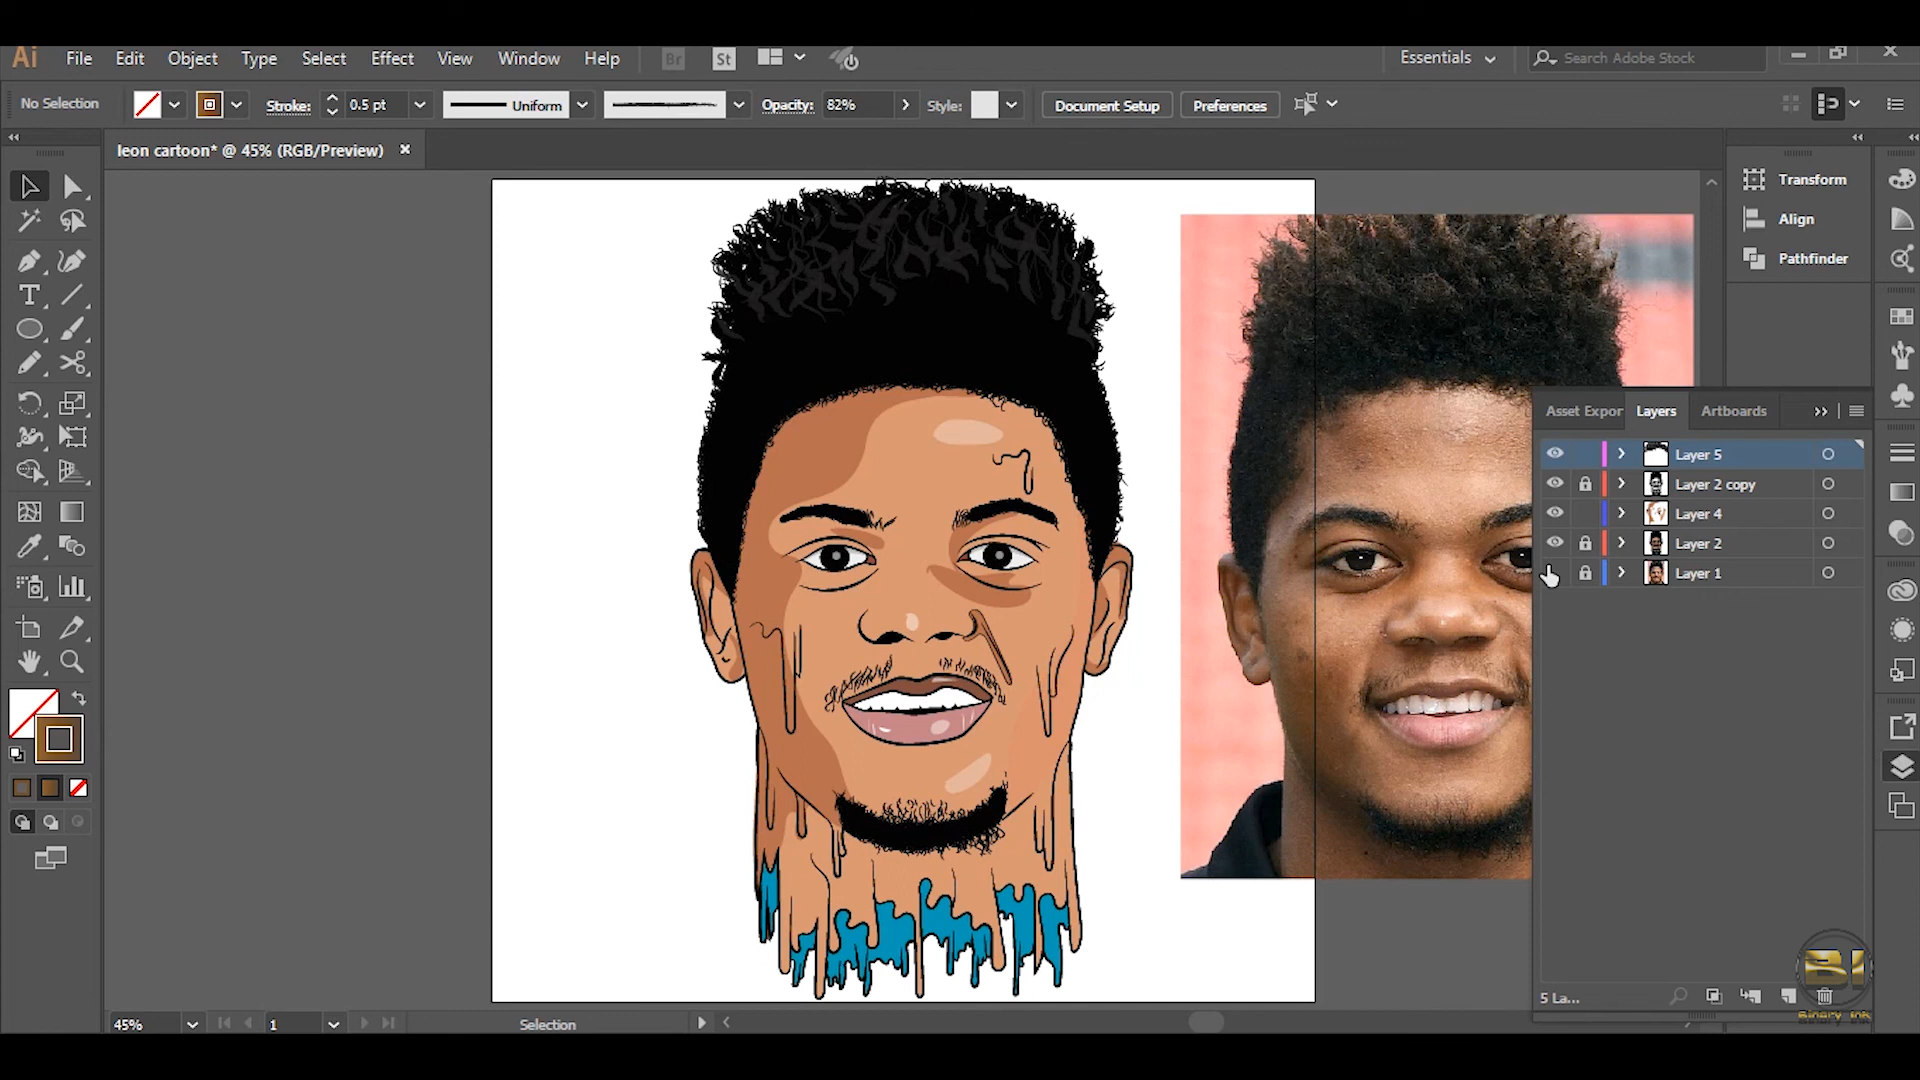 Ai File Edit Object Type Select Effect View Window Help Br St Essentials Search Adobe Stock
No Selection Stroke: 0.5 pt Uniform Opacity: 82% Style: Document Setup Preferences
leon cartoon* @ 45% (RGB/Preview)
Transform
Align
Pathfinder
Asset Expor Layers Artboards
Layer 5
Layer 2 copy
Layer 4
Layer 2
Layer 1
5 La...
BI
Binary Ink
45% 1 Selection